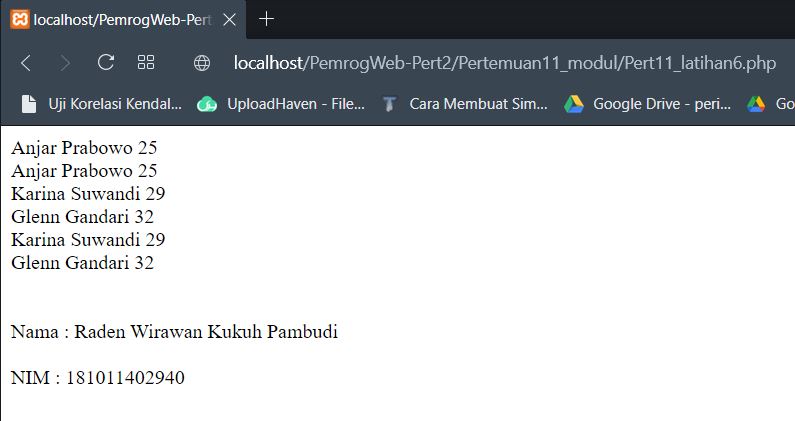 localhost/PemrogWeb-Pert
localhost/PemrogWeb-Pert2/Pertemuan11_modul/Pert11_latihan6.php
Uji Korelasi Kendal... UploadHaven - File... Cara Membuat Sim... Google Drive - peri... Go
Anjar Prabowo 25
Anjar Prabowo 25
Karina Suwandi 29
Glenn Gandari 32
Karina Suwandi 29
Glenn Gandari 32
Nama : Raden Wirawan Kukuh Pambudi
NIM : 181011402940